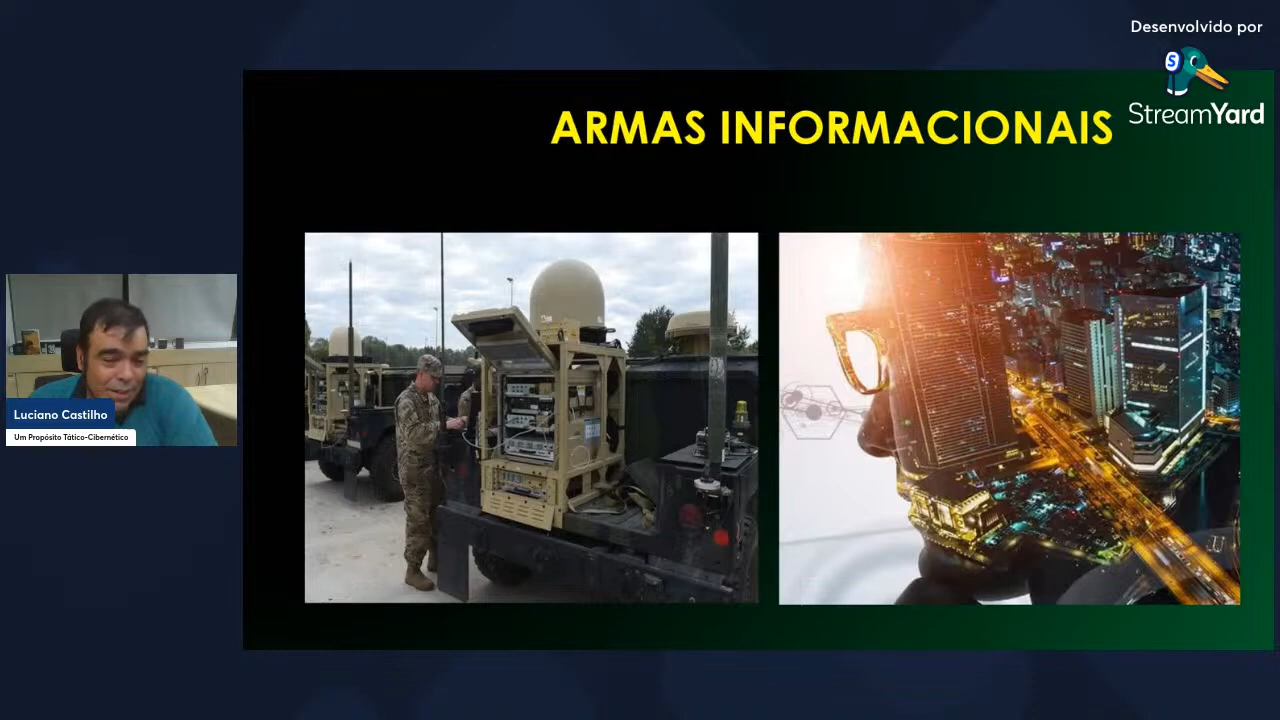 Desenvolvido por
StreamYard
ARMAS INFORMACIONAIS
Luciano Castilho
Um Propósito Tático-Cibernético